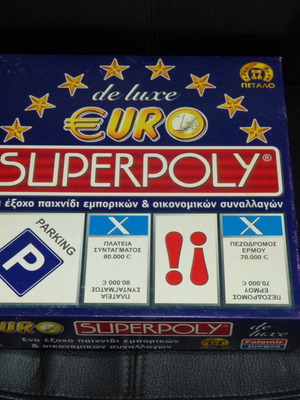 de luxe
ΠΕΤΑΛΟ
€URO
SUPERPOLY®
ένα έξοχο παιχνίδι εμπορικών & οικονομικών συναλλαγών
PARKING
P
X
ΠΛΑΤΕΙΑ
ΣΥΝΤΑΓΜΑΤΟΣ
80.000 €
ΠΛΑΤΕΙΑ
ΣΥΝΤΑΓΜΑΤΟΣ
80.000 €
!¡
X
ΠΕΖΟΔΡΟΜΟΣ
ΕΡΜΟΥ
70.000 €
ΠΕΖΟΔΡΟΜΟΣ
ΕΡΜΟΥ
70.000 €
EURO
SUPERPOLY®
de luxe
Ένα έξοχο παιχνίδι εμπορικών
& οικονομικών συναλλαγών
Falomir
juegos